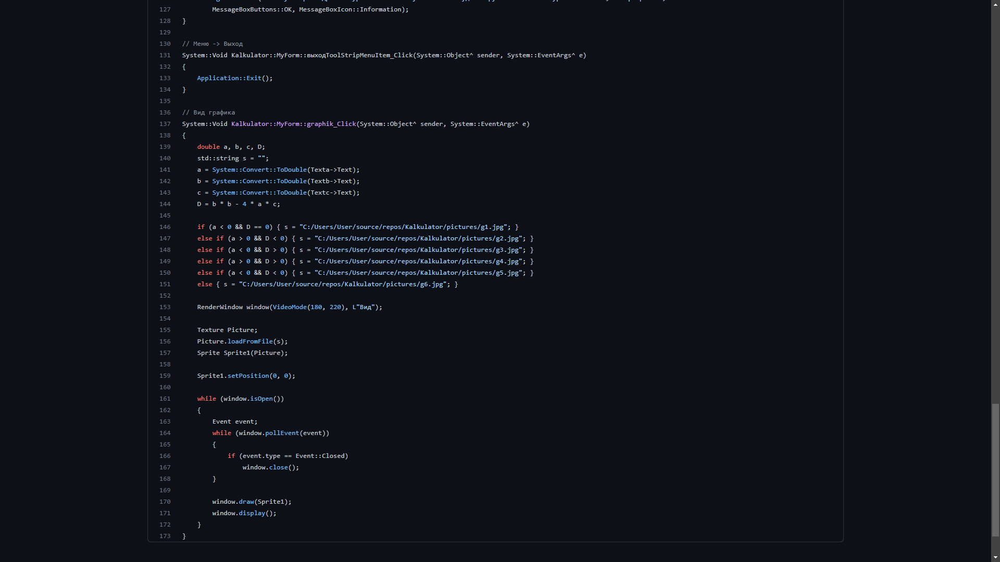 127 MessageBoxButtons::OK, MessageBoxIcon::Information);
128 }
129
130 // Меню -> Выход
131 System::Void Kalkulator::MyForm::выходToolStripMenuItem_Click(System::Object^ sender, System::EventArgs^ e)
132 {
133     Application::Exit();
134 }
135
136 // Вид графика
137 System::Void Kalkulator::MyForm::graphik_Click(System::Object^ sender, System::EventArgs^ e)
138 {
139     double a, b, c, D;
140     std::string s = "";
141     a = System::Convert::ToDouble(Texta->Text);
142     b = System::Convert::ToDouble(Textb->Text);
143     c = System::Convert::ToDouble(Textc->Text);
144     D = b * b - 4 * a * c;
145
146     if (a < 0 && D == 0) { s = "C:/Users/User/source/repos/Kalkulator/pictures/g1.jpg"; }
147     else if (a > 0 && D < 0) { s = "C:/Users/User/source/repos/Kalkulator/pictures/g2.jpg"; }
148     else if (a < 0 && D > 0) { s = "C:/Users/User/source/repos/Kalkulator/pictures/g3.jpg"; }
149     else if (a > 0 && D > 0) { s = "C:/Users/User/source/repos/Kalkulator/pictures/g4.jpg"; }
150     else if (a < 0 && D < 0) { s = "C:/Users/User/source/repos/Kalkulator/pictures/g5.jpg"; }
151     else { s = "C:/Users/User/source/repos/Kalkulator/pictures/g6.jpg"; }
152
153     RenderWindow window(VideoMode(180, 220), L"Вид");
154
155     Texture Picture;
156     Picture.loadFromFile(s);
157     Sprite Sprite1(Picture);
158
159     Sprite1.setPosition(0, 0);
160
161     while (window.isOpen())
162     {
163         Event event;
164         while (window.pollEvent(event))
165         {
166             if (event.type == Event::Closed)
167                 window.close();
168         }
169
170         window.draw(Sprite1);
171         window.display();
172     }
173 }